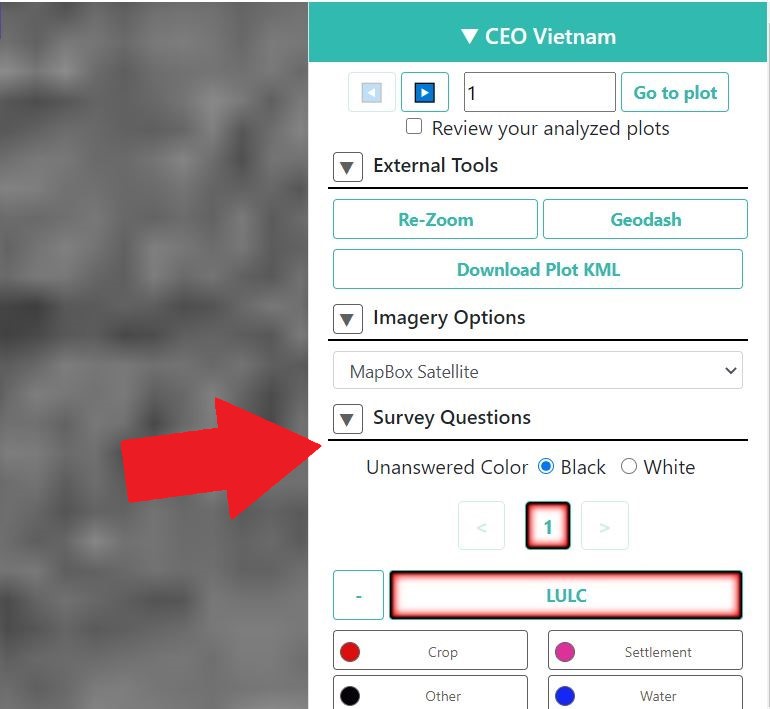 ▼ CEO Vietnam
1 Go to plot
Review your analyzed plots
▼ External Tools
Re-Zoom Geodash
Download Plot KML
▼ Imagery Options
MapBox Satellite
▼ Survey Questions
Unanswered Color Black White
< 1 >
- LULC
Crop Settlement
Other Water